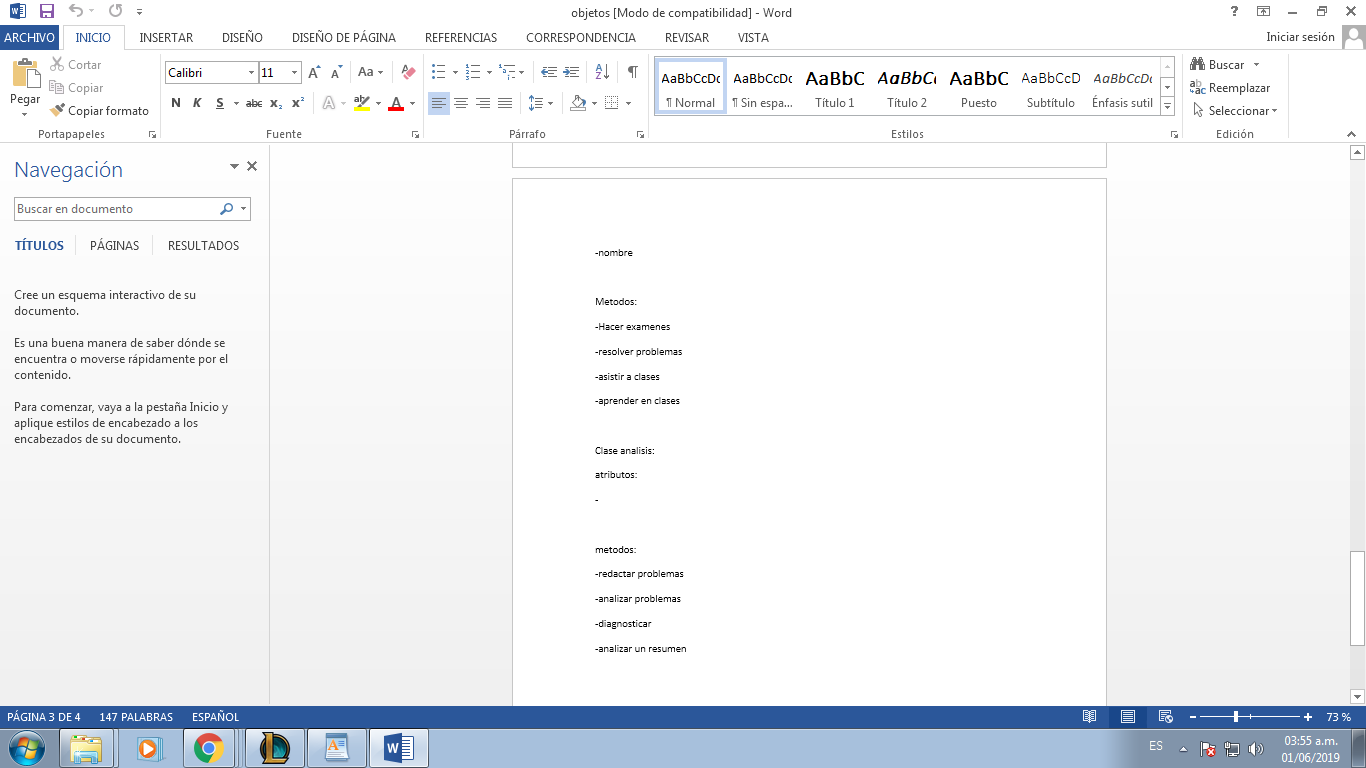 objetos [Modo de compatibilidad] - Word
ARCHIVO INICIO INSERTAR DISEÑO DISEÑO DE PÁGINA REFERENCIAS CORRESPONDENCIA REVISAR VISTA Iniciar sesión
Pegar
Cortar
Copiar
Copiar formato
Portapapeles
Calibri 11
N K S abc x₂ x²
Fuente
Párrafo
AaBbCcDc AaBbCcDc AaBbC AaBbCc AaBbC AaBbCcD AaBbCcDc
¶ Normal ¶ Sin espa... Título 1 Título 2 Puesto Subtítulo Énfasis sutil
Estilos
Buscar
Reemplazar
Seleccionar
Edición
Navegación
Buscar en documento
TÍTULOS PÁGINAS RESULTADOS
Cree un esquema interactivo de su
documento.
Es una buena manera de saber dónde se
encuentra o moverse rápidamente por el
contenido.
Para comenzar, vaya a la pestaña Inicio y
aplique estilos de encabezado a los
encabezados de su documento.
-nombre
Metodos:
-Hacer examenes
-resolver problemas
-asistir a clases
-aprender en clases
Clase analisis:
atributos:
-
metodos:
-redactar problemas
-analizar problemas
-diagnosticar
-analizar un resumen
PÁGINA 3 DE 4 147 PALABRAS ESPAÑOL 73 %
ES 03:55 a.m.
01/06/2019